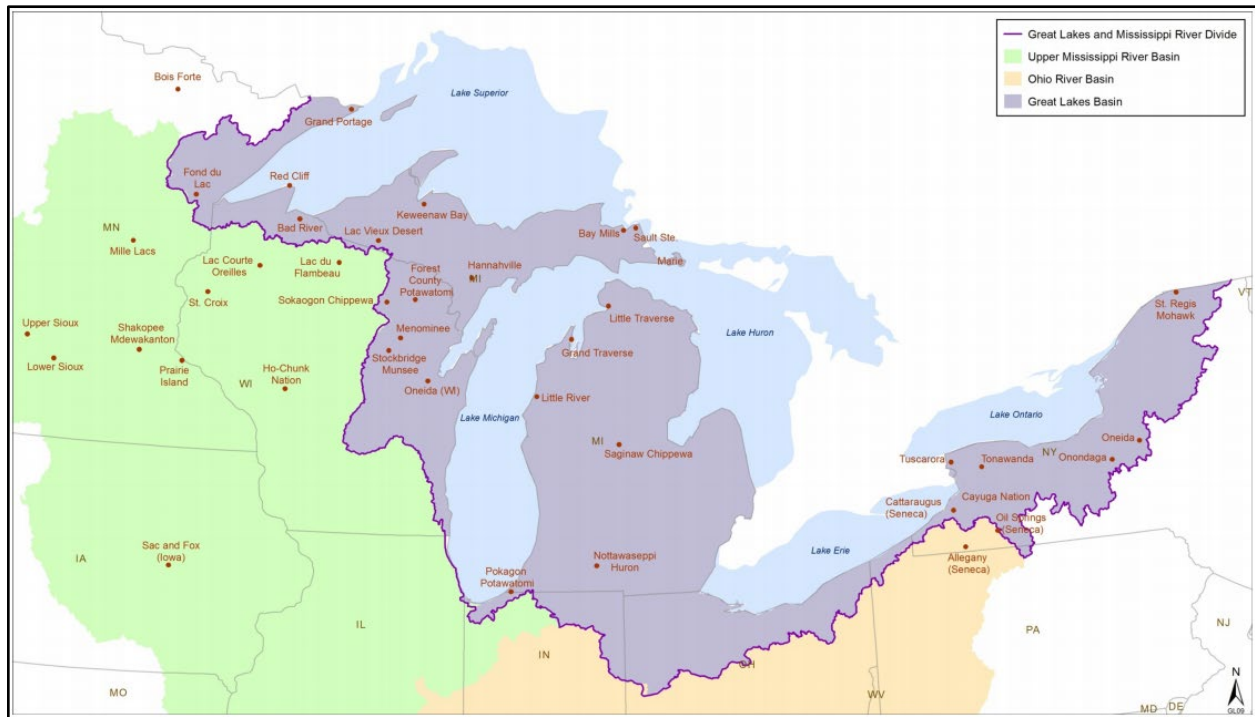 Great Lakes and Mississippi River Divide
Upper Mississippi River Basin
Ohio River Basin
Great Lakes Basin
Bois Forte
Lake Superior
Grand Portage
Fond du
Lac
Red Cliff
Keweenaw Bay
Bad River
MN
Mille Lacs
Lac Vieux Desert
Bay Mills
Sault Ste.
Marie
Lac Courte
Oreilles
Lac du
Flambeau
Forest
County
Potawatomi
Hannahville
MI
St. Croix
Sokaogon Chippewa
St. Regis
Mohawk
VT
Little Traverse
Upper Sioux
Shakopee
Mdewakanton
Menominee
Lake Huron
Grand Traverse
Lower Sioux
Prairie
Island
Stockbridge
Munsee
Ho-Chunk
Nation
WI
Oneida (WI)
Little River
Lake Michigan
Lake Ontario
MI
Saginaw Chippewa
Oneida
NY
Tuscarora
Tonawanda
Onondaga
Cattaraugus
(Seneca)
Cayuga Nation
Oil Springs
(Seneca)
Lake Erie
Allegany
(Seneca)
IA
Sac and Fox
(Iowa)
Nottawaseppi
Huron
Pokagon
Potawatomi
IL
IN
OH
PA
NJ
MO
WV
MD
DE
N
GL09